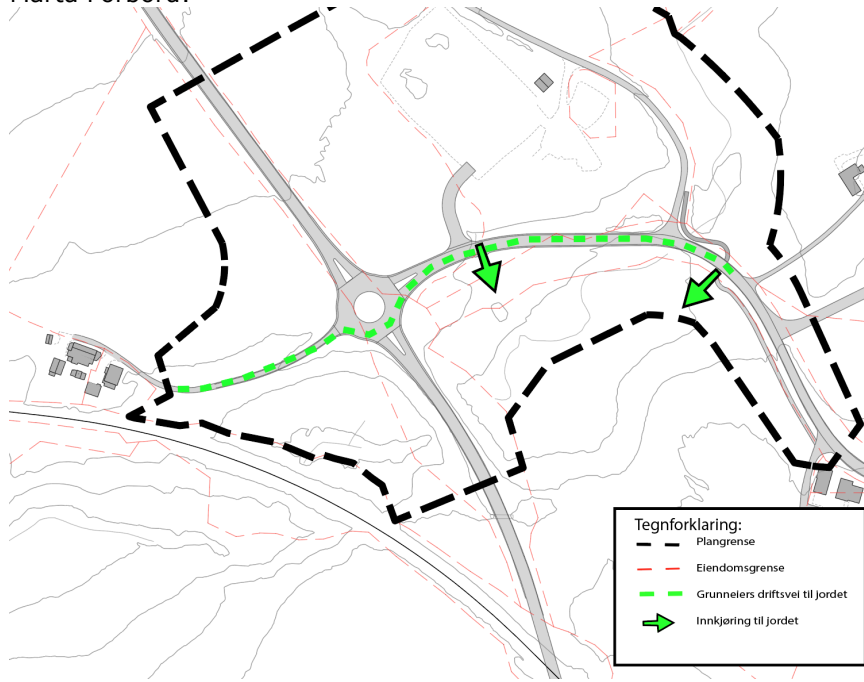 Tegnforklaring:
Plangrense
Eiendomsgrense
Grunneiers driftsvei til jordet
Innkjøring til jordet